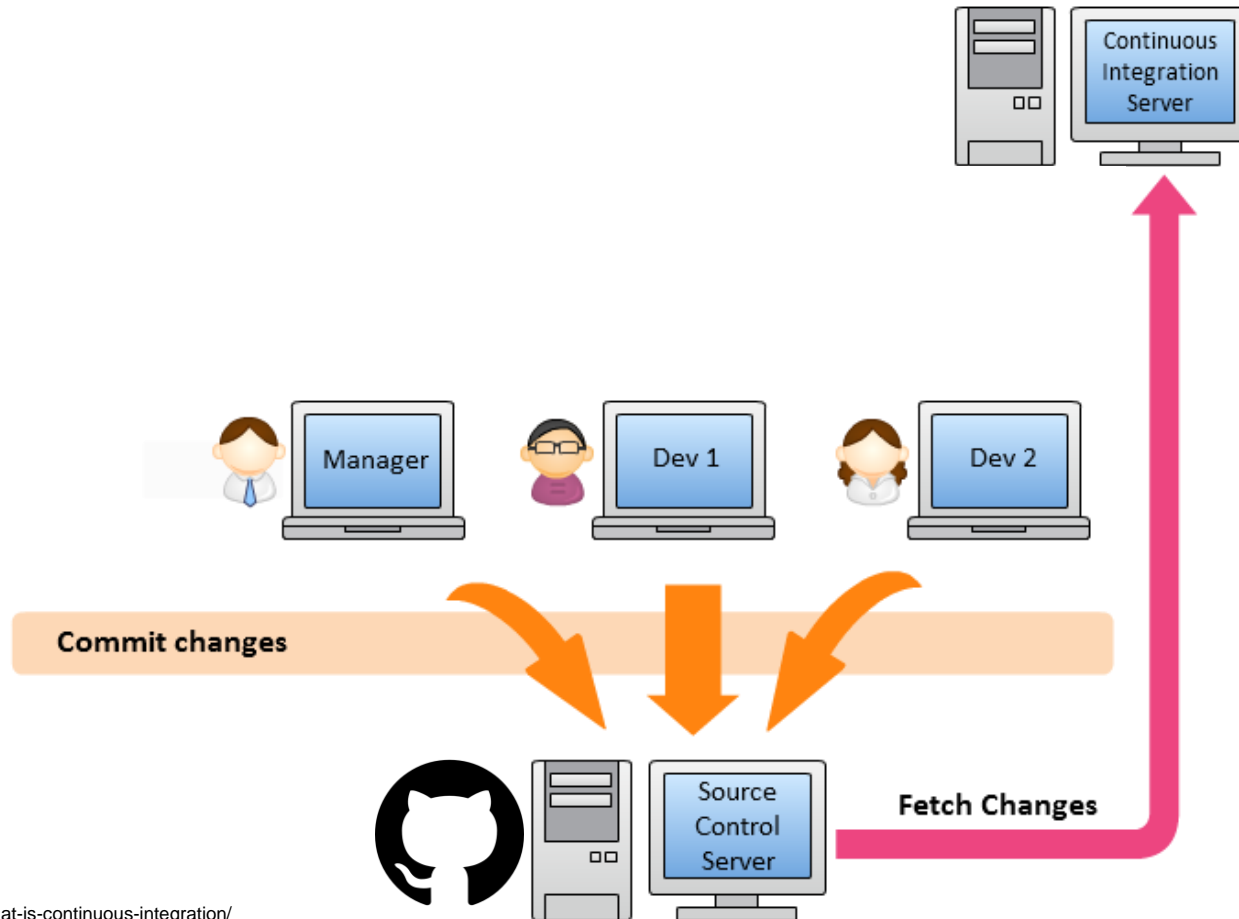 Continuous
Integration
Server
Manager
Dev 1
Dev 2
Commit changes
Source
Control
Server
Fetch Changes
at-is-continuous-integration/